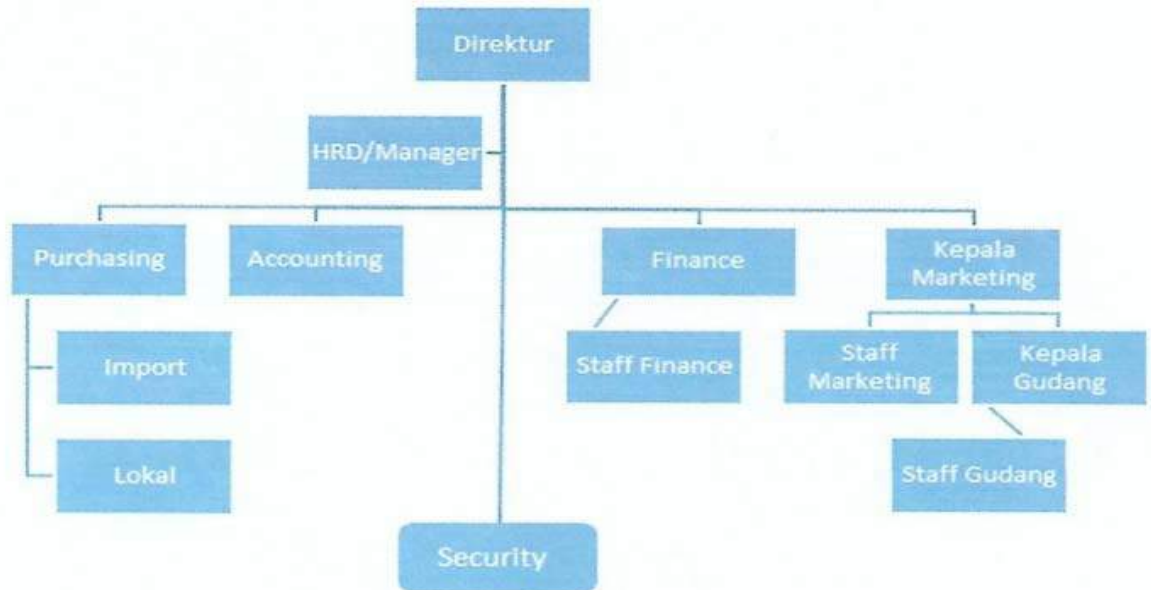 Direktur
HRD/Manager
Purchasing
Accounting
Finance
Kepala
Marketing
Import
Staff Finance
Staff
Marketing
Kepala
Gudang
Lokal
Staff Gudang
Security